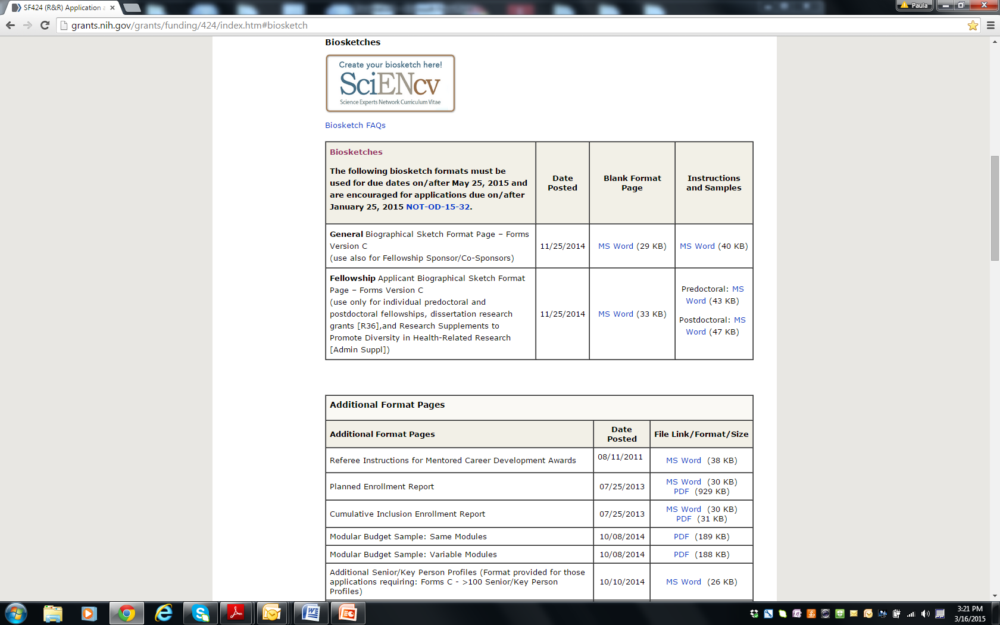 SF424 (R&R) Application a
Paula
grants.nih.gov/grants/funding/424/index.htm#biosketch
Biosketches
Create your biosketch here!
SciENcv
Science Experts Network Curriculum Vitae
Biosketch FAQs
Biosketches
The following biosketch formats must be
used for due dates on/after May 25, 2015 and
are encouraged for applications due on/after
January 25, 2015 NOT-OD-15-32.
Date
Posted
Blank Format
Page
Instructions
and Samples
General Biographical Sketch Format Page – Forms
Version C
(use also for Fellowship Sponsor/Co-Sponsors)
11/25/2014
MS Word (29 KB)
MS Word (40 KB)
Fellowship Applicant Biographical Sketch Format
Page – Forms Version C
(use only for individual predoctoral and
postdoctoral fellowships, dissertation research
grants [R36],and Research Supplements to
Promote Diversity in Health-Related Research
[Admin Suppl])
11/25/2014
MS Word (33 KB)
Predoctoral: MS
Word (43 KB)
Postdoctoral: MS
Word (47 KB)
Additional Format Pages
Additional Format Pages
Date
Posted
File Link/Format/Size
Referee Instructions for Mentored Career Development Awards
08/11/2011
MS Word (38 KB)
Planned Enrollment Report
07/25/2013
MS Word (30 KB)
PDF (929 KB)
Cumulative Inclusion Enrollment Report
07/25/2013
MS Word (30 KB)
PDF (31 KB)
Modular Budget Sample: Same Modules
10/08/2014
PDF (189 KB)
Modular Budget Sample: Variable Modules
10/08/2014
PDF (188 KB)
Additional Senior/Key Person Profiles (Format provided for those
applications requiring: Forms C - >100 Senior/Key Person
Profiles)
10/10/2014
MS Word (26 KB)
3:21 PM
3/16/2015